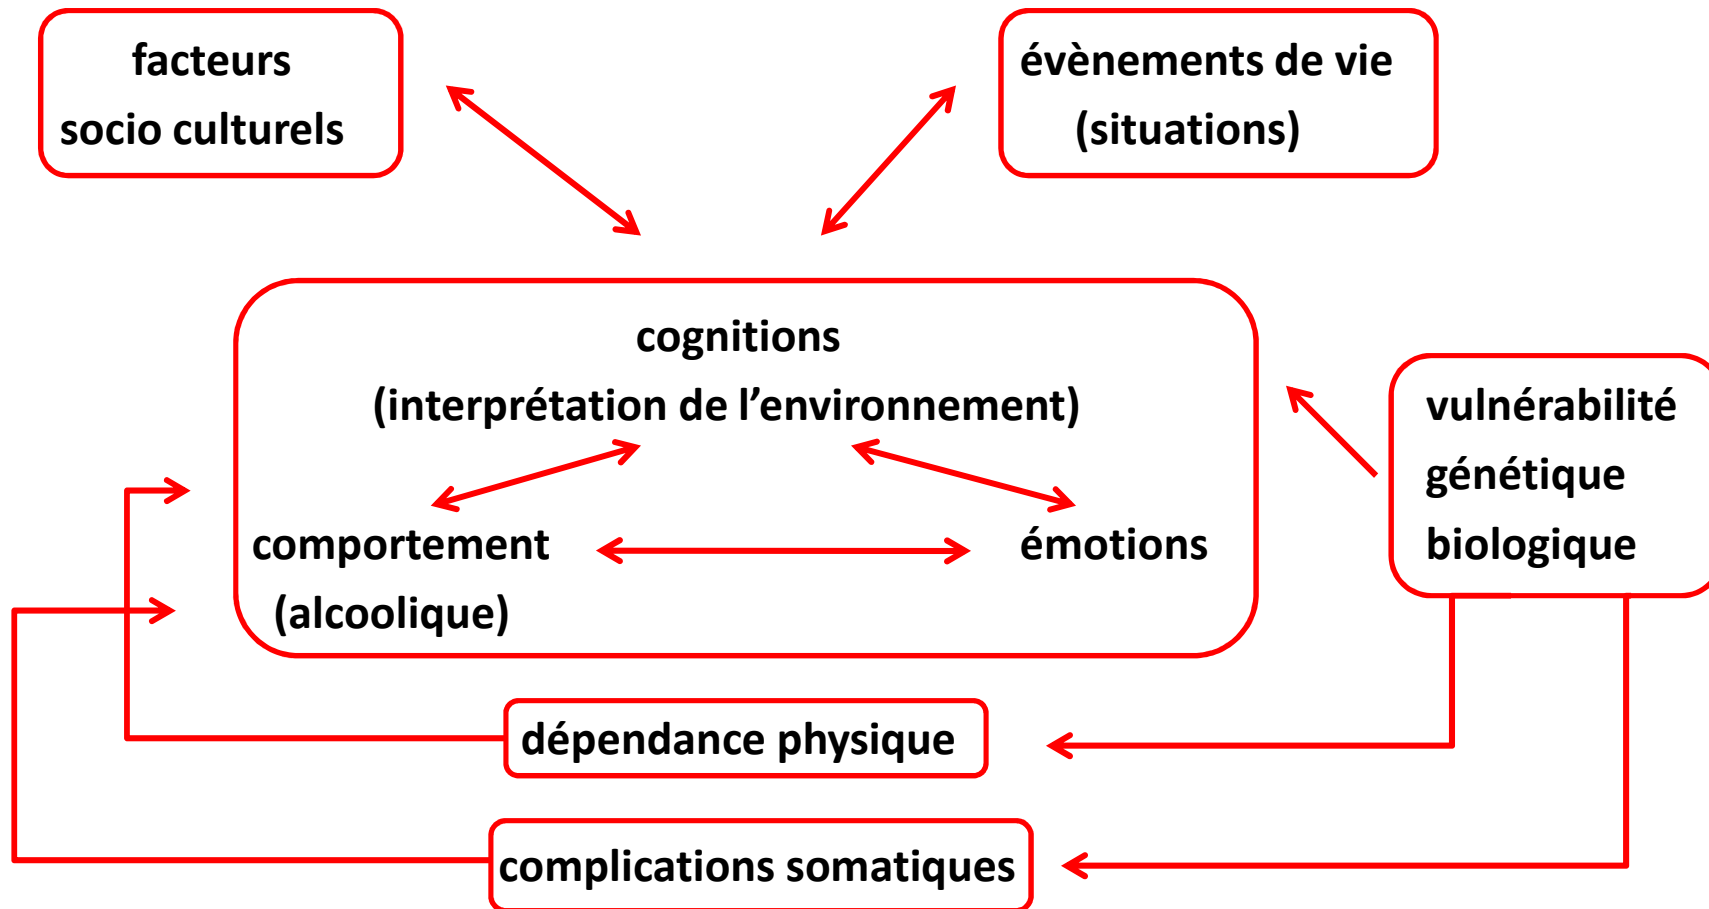 facteurs
socio culturels
évènements de vie
(situations)
cognitions
(interprétation de l’environnement)
comportement
(alcoolique)
émotions
vulnérabilité
génétique
biologique
dépendance physique
complications somatiques